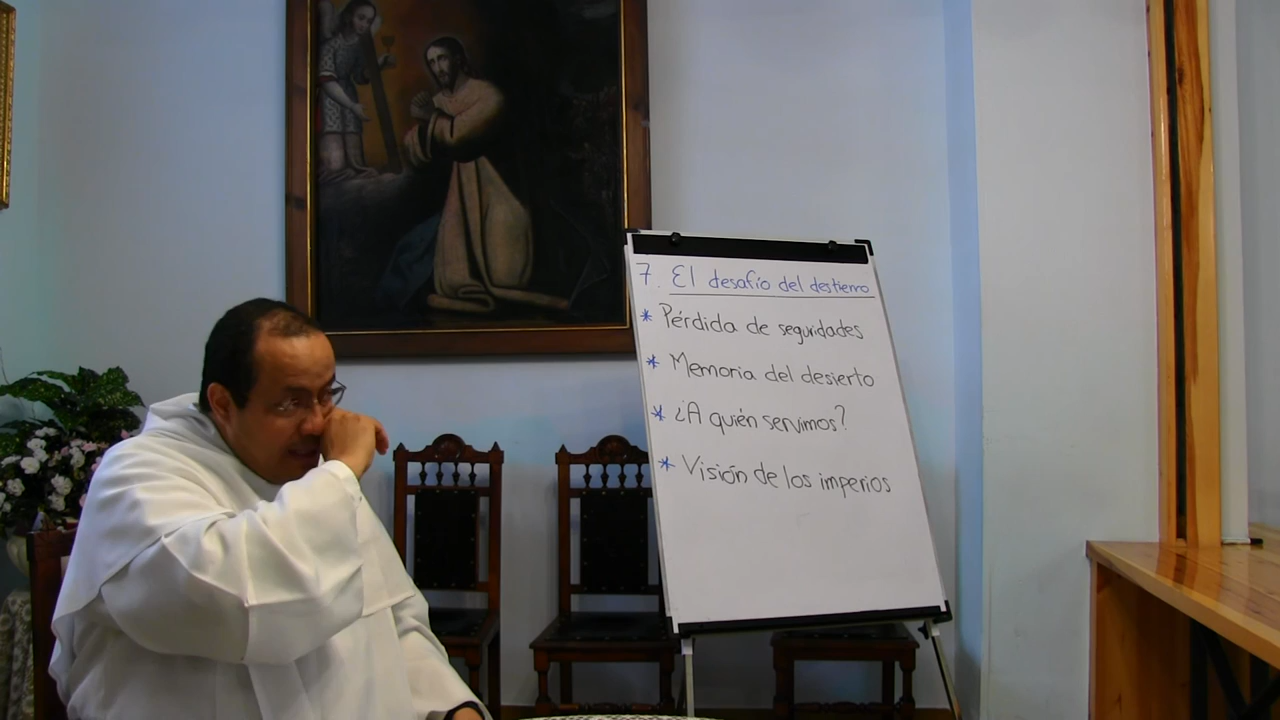 7. El desafío del destierro
* Pérdida de seguridades
* Memoria del desierto
* ¿A quién servimos?
* Visión de los imperios